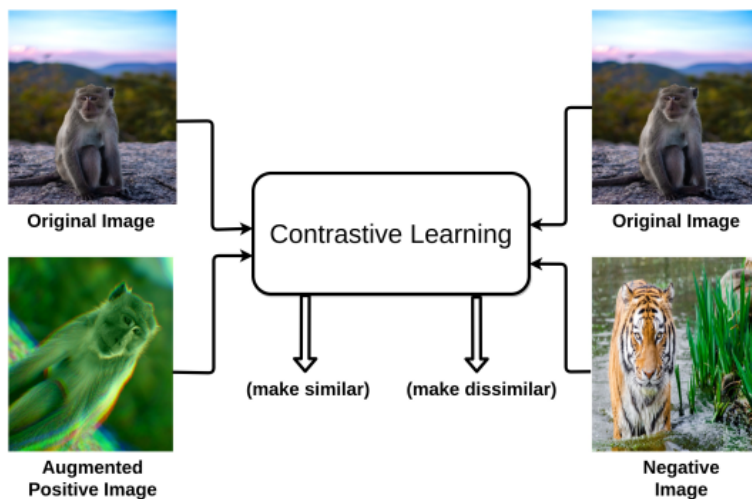 Original Image
Original Image
Contrastive Learning
(make similar)
(make dissimilar)
Augmented
Positive Image
Negative
Image